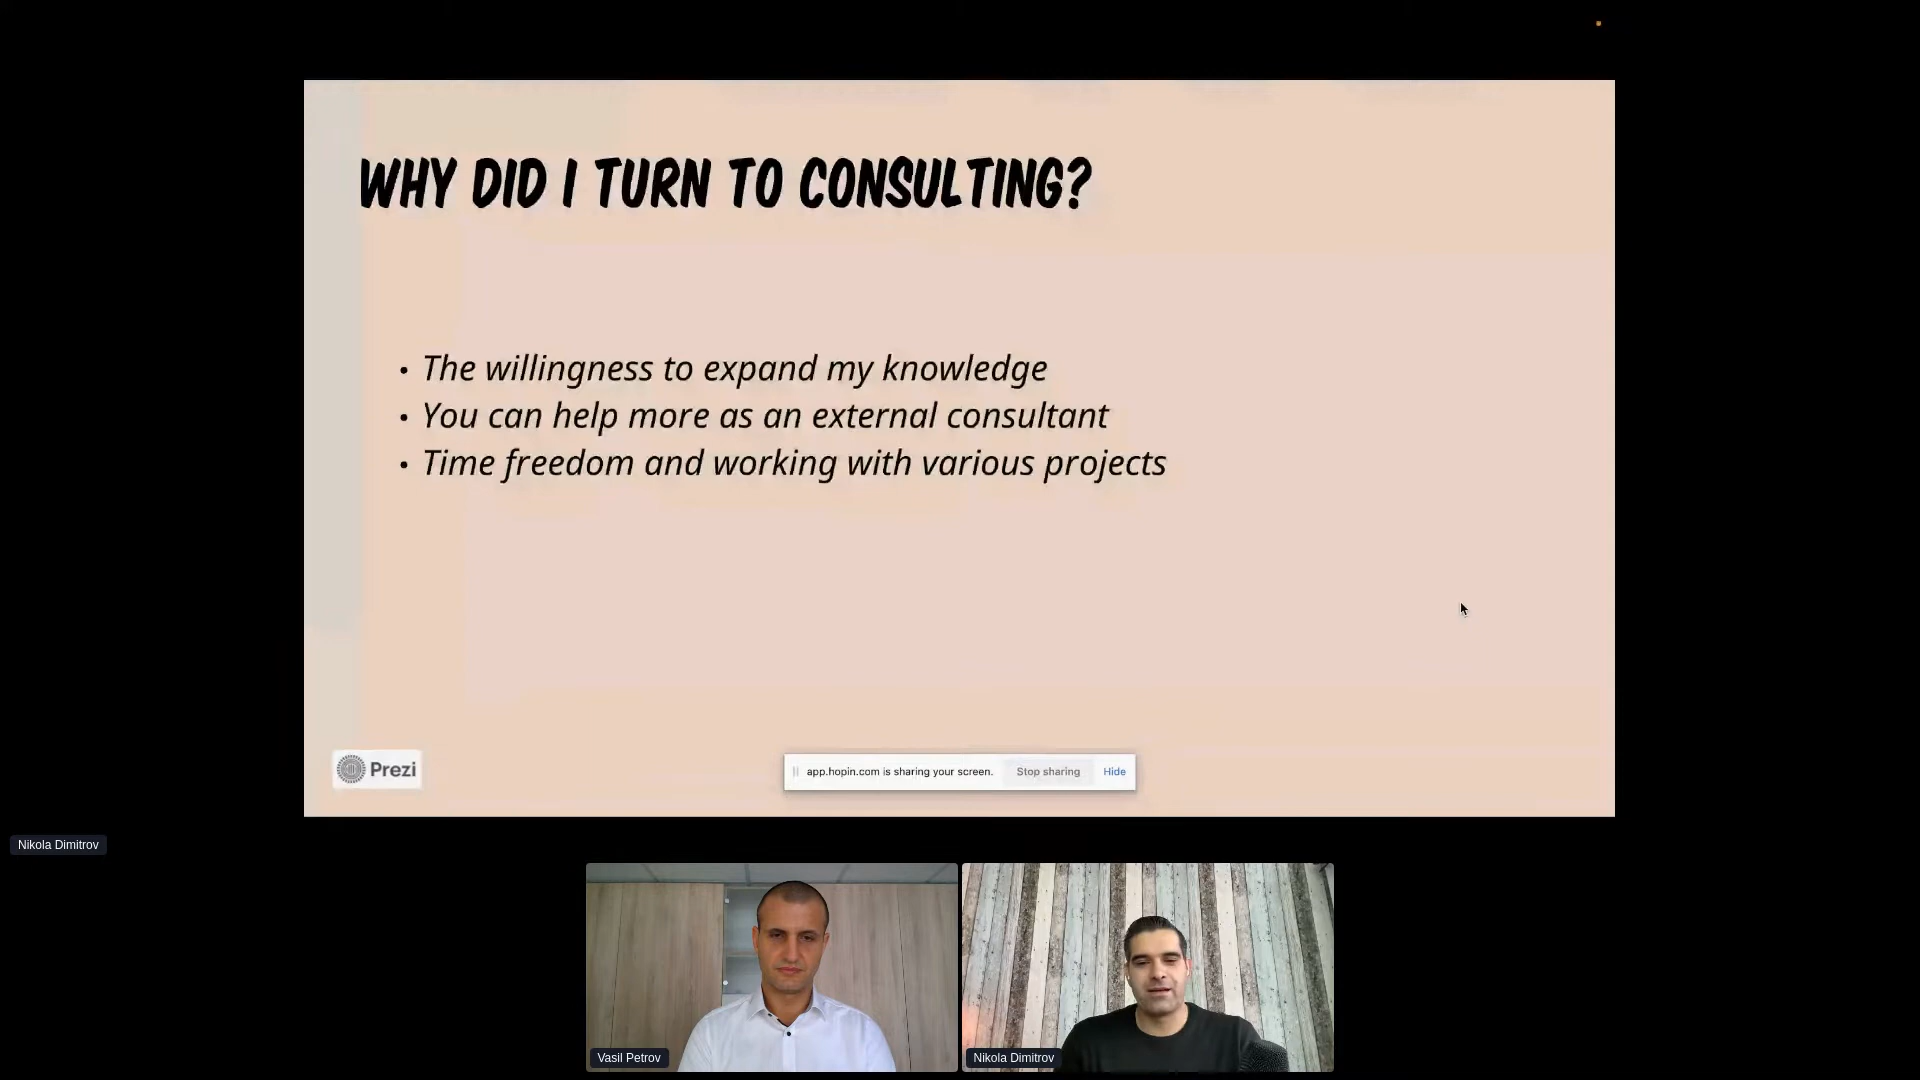 WHY DID I TURN TO CONSULTING?
• The willingness to expand my knowledge
• You can help more as an external consultant
• Time freedom and working with various projects
Prezi
app.hopin.com is sharing your screen. Stop sharing Hide
Nikola Dimitrov
Vasil Petrov
Nikola Dimitrov